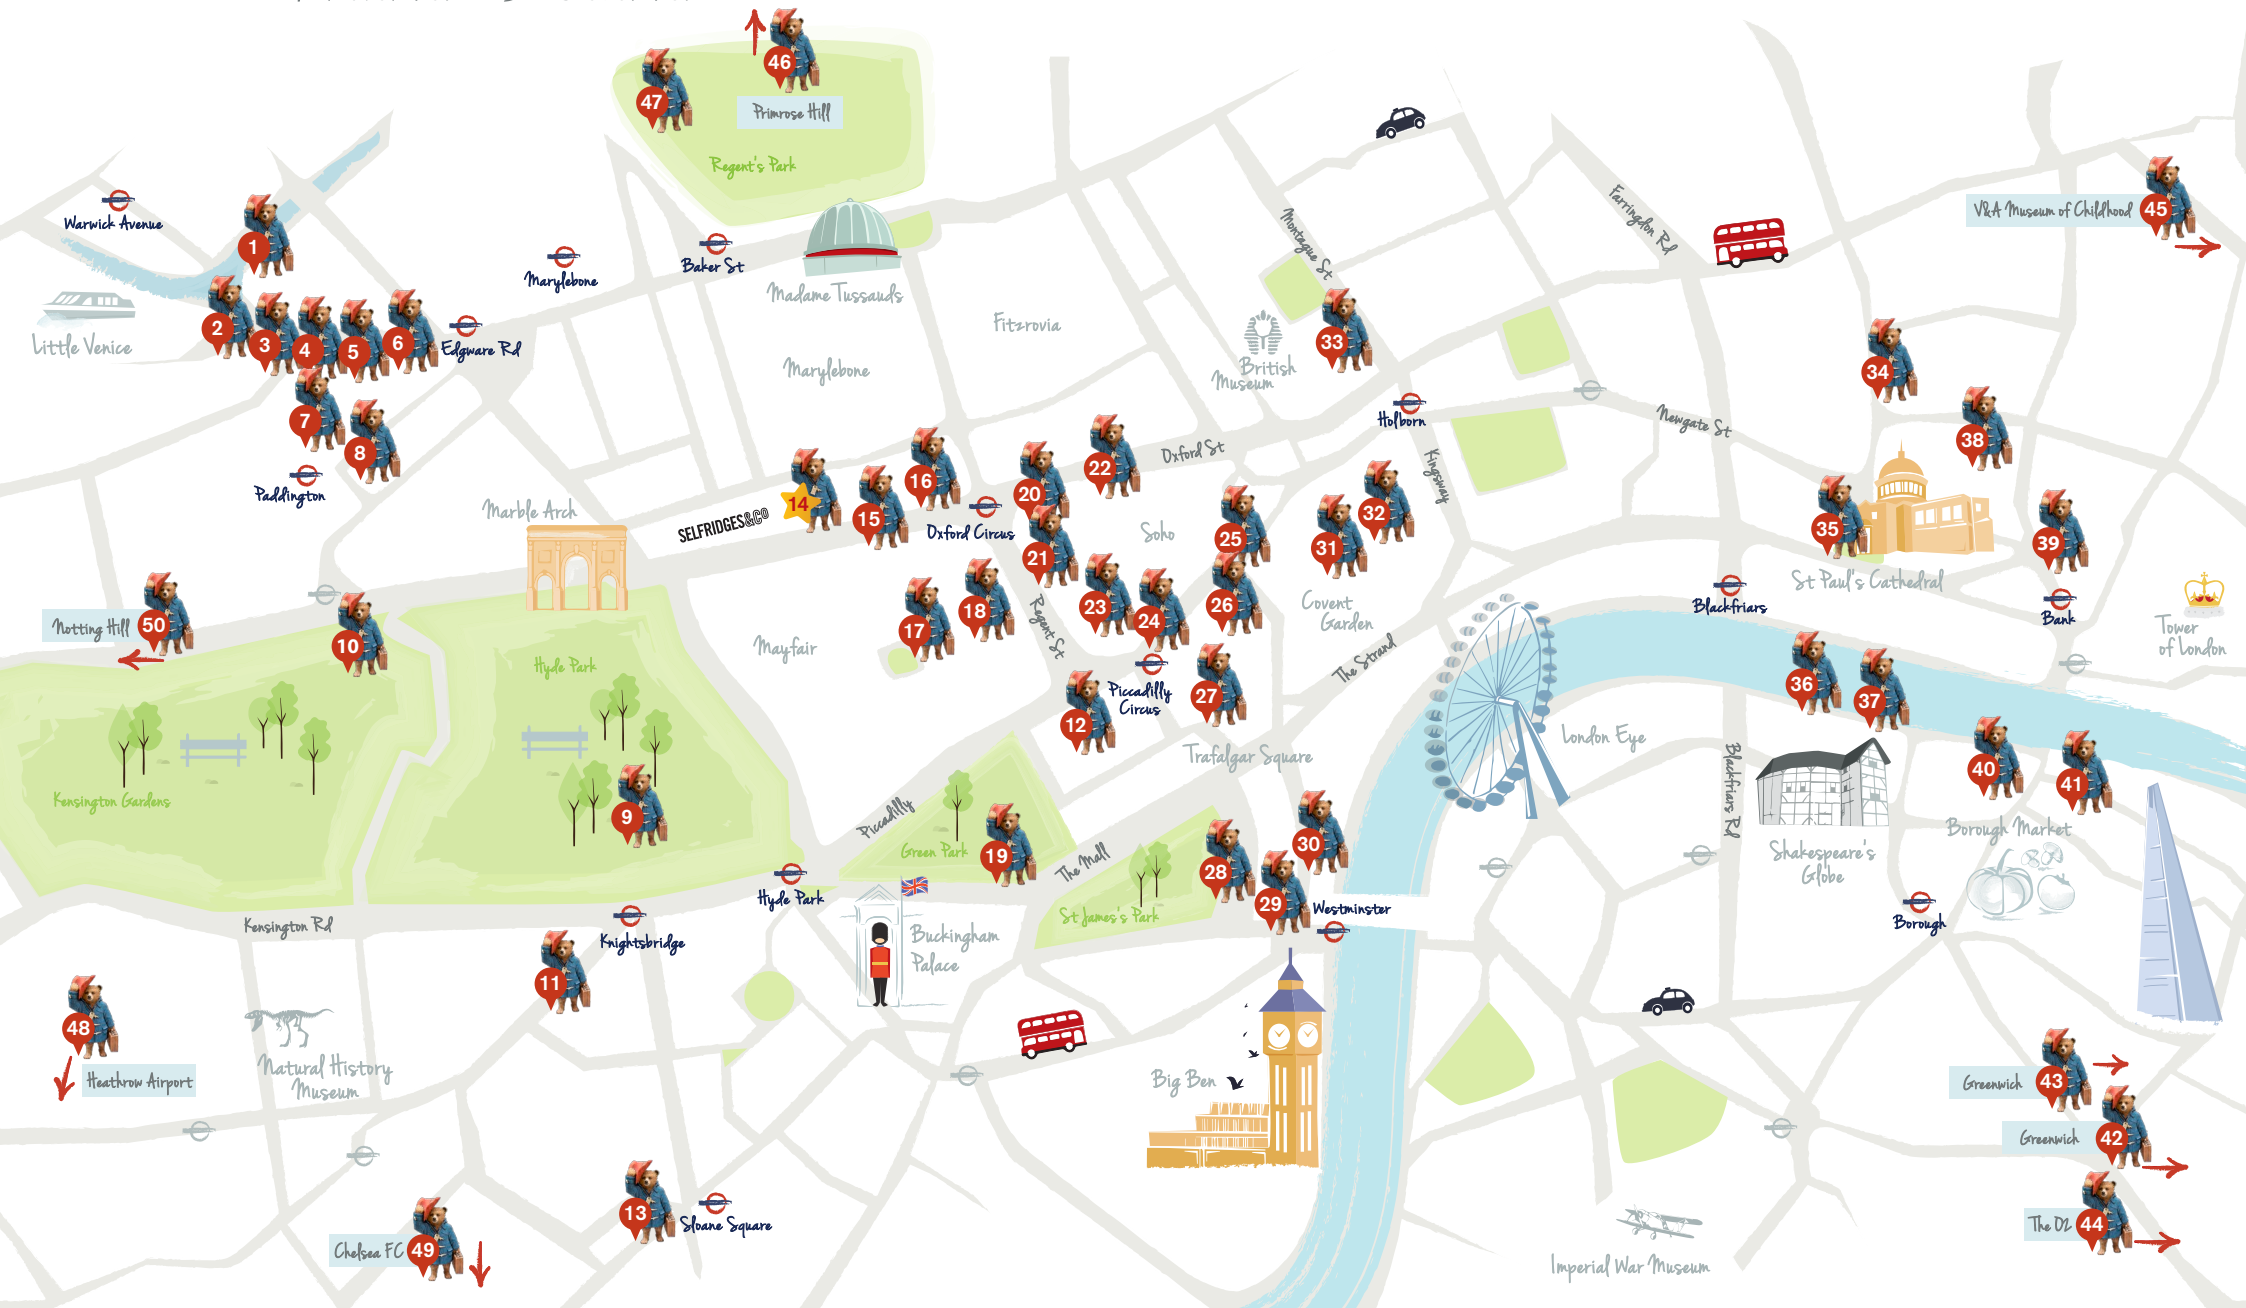 46
47
Primrose Hill
Regent's Park
Warwick Avenue
1
V&A Museum of Childhood
45
Farringdon Rd
Montague St
Marylebone
Baker St
Madame Tussauds
Little Venice
2
3
4
5
6
Edgware Rd
Fitzrovia
Marylebone
British
Museum
33
34
7
8
Paddington
Holborn
Newgate St
38
Marble Arch
SELFRIDGES&Co
14
15
16
Oxford Circus
20
22
Oxford St
Kingsway
21
Soho
25
31
32
35
39
St Paul's Cathedral
Blackfriars
Bank
Tower
of London
Notting Hill
50
10
Hyde Park
Mayfair
17
18
Regent St
23
24
26
Covent
Garden
The Strand
Piccadilly
Circus
12
27
Trafalgar Square
London Eye
36
37
40
41
Blackfriars Rd
Shakespeare's
Globe
Borough Market
Borough
Kensington Gardens
9
Piccadilly
Green Park
19
The Mall
St James's Park
28
29
30
Westminster
Hyde Park
Kensington Rd
Knightsbridge
Buckingham
Palace
11
48
Heathrow Airport
Natural History
Museum
Big Ben
Greenwich
43
Greenwich
42
The O2
44
Imperial War Museum
13
Sloane Square
Chelsea FC
49